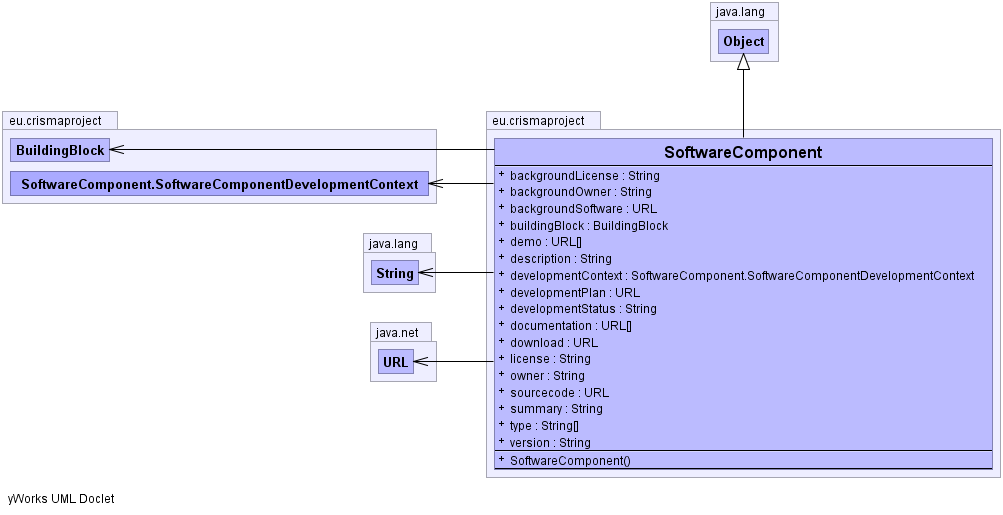 java.lang
Object
eu.crismaproject
BuildingBlock
SoftwareComponent.SoftwareComponentDevelopmentContext
java.lang
String
java.net
URL
eu.crismaproject
SoftwareComponent
+ backgroundLicense : String
+ backgroundOwner : String
+ backgroundSoftware : URL
+ buildingBlock : BuildingBlock
+ demo : URL[]
+ description : String
+ developmentContext : SoftwareComponent.SoftwareComponentDevelopmentContext
+ developmentPlan : URL
+ developmentStatus : String
+ documentation : URL[]
+ download : URL
+ license : String
+ owner : String
+ sourcecode : URL
+ summary : String
+ type : String[]
+ version : String
+ SoftwareComponent()
yWorks UML Doclet